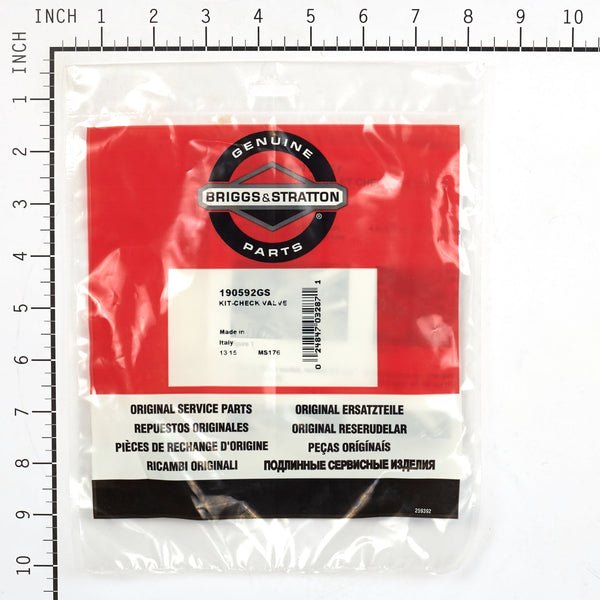 INCH 1 2 3 4 5 6 7 8 9 10
INCH
1
2
3
4
5
6
7
8
9
10
GENUINE
BRIGGS&STRATTON
®
PARTS
190592GS
KIT-CHECK VALVE
Made in
Italy
13 15 MS176
0 24847 03287 1
ORIGINAL SERVICE PARTS ORIGINAL ERSATZTEILE
REPUESTOS ORIGINALES ORIGINAL RESERUDELAR
PIÈCES DE RECHANGE D'ORIGINE PEÇAS ORÍGÍNAÍS
RICAMBI ORIGINALI ПОДЛИННЫЕ СЕРВИСНЫЕ ИЗДЕЛИЯ
259392